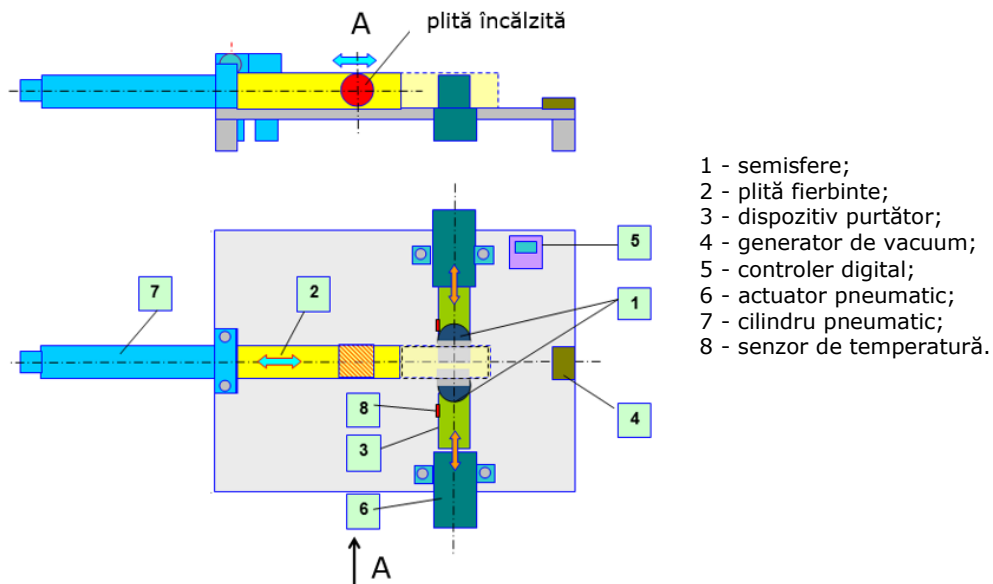 A
plită încălzită
1 - semisfere;
2 - plită fierbinte;
3 - dispozitiv purtător;
4 - generator de vacuum;
5 - controler digital;
6 - actuator pneumatic;
7 - cilindru pneumatic;
8 - senzor de temperatură.
5
7
2
1
8
4
3
6
A